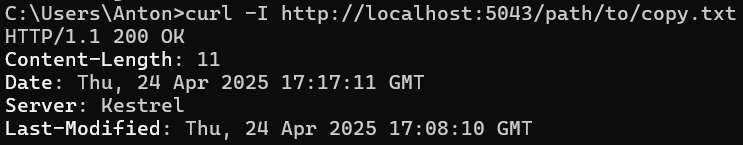 C:\Users\Anton>curl -I http://localhost:5043/path/to/copy.txt
HTTP/1.1 200 OK
Content-Length: 11
Date: Thu, 24 Apr 2025 17:17:11 GMT
Server: Kestrel
Last-Modified: Thu, 24 Apr 2025 17:08:10 GMT